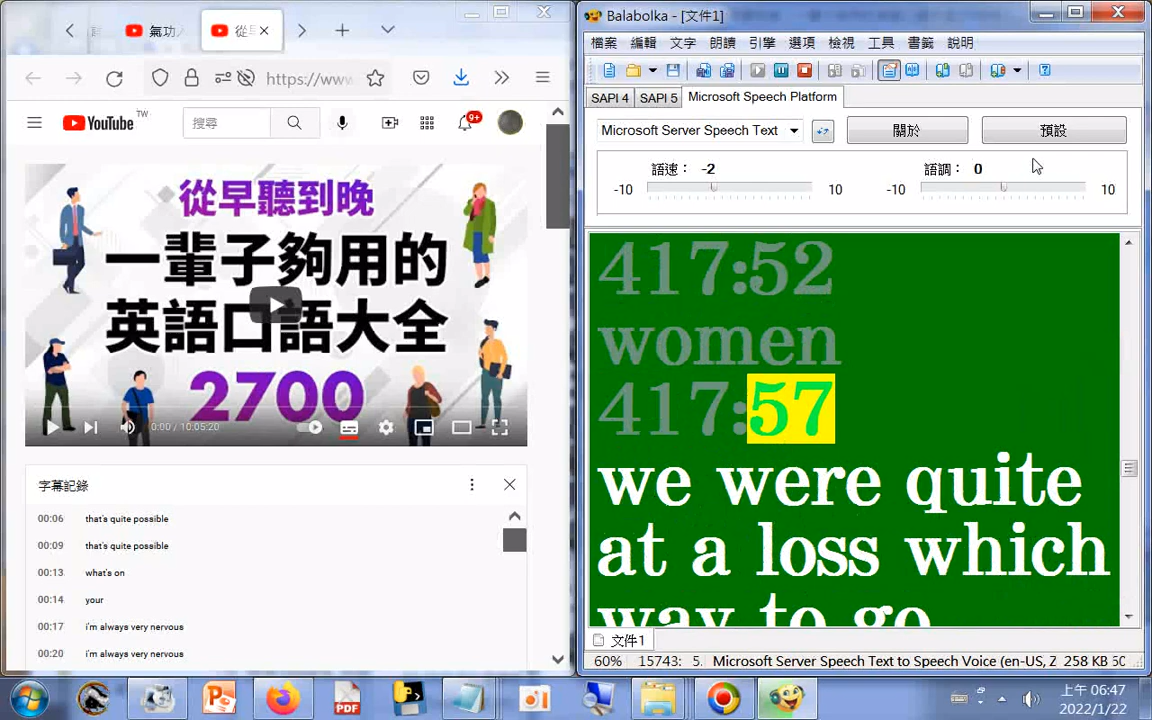 氣功入
從
https://www
YouTube TW
搜尋
9+
從早聽到晚
一輩子夠用的
英語口語大全
2700
0:00 / 10:05:20
字幕記錄
00:06 that's quite possible
00:09 that's quite possible
00:13 what's on
00:14 your
00:17 i'm always very nervous
00:20 i'm always very nervous
Balabolka - [文件1]
檔案 編輯 文字 朗讀 引擎 選項 檢視 工具 書籤 說明
SAPI 4 SAPI 5 Microsoft Speech Platform
Microsoft Server Speech Text 關於 預設
語速： -2 語調： 0
-10 10 -10 10
417:52
women
417:57
we were quite
at a loss which
way to go
文件1
60% 15743: 5. Microsoft Server Speech Text to Speech Voice (en-US, Z 258 KB 50
PDF
上午 06:47
2022/1/22